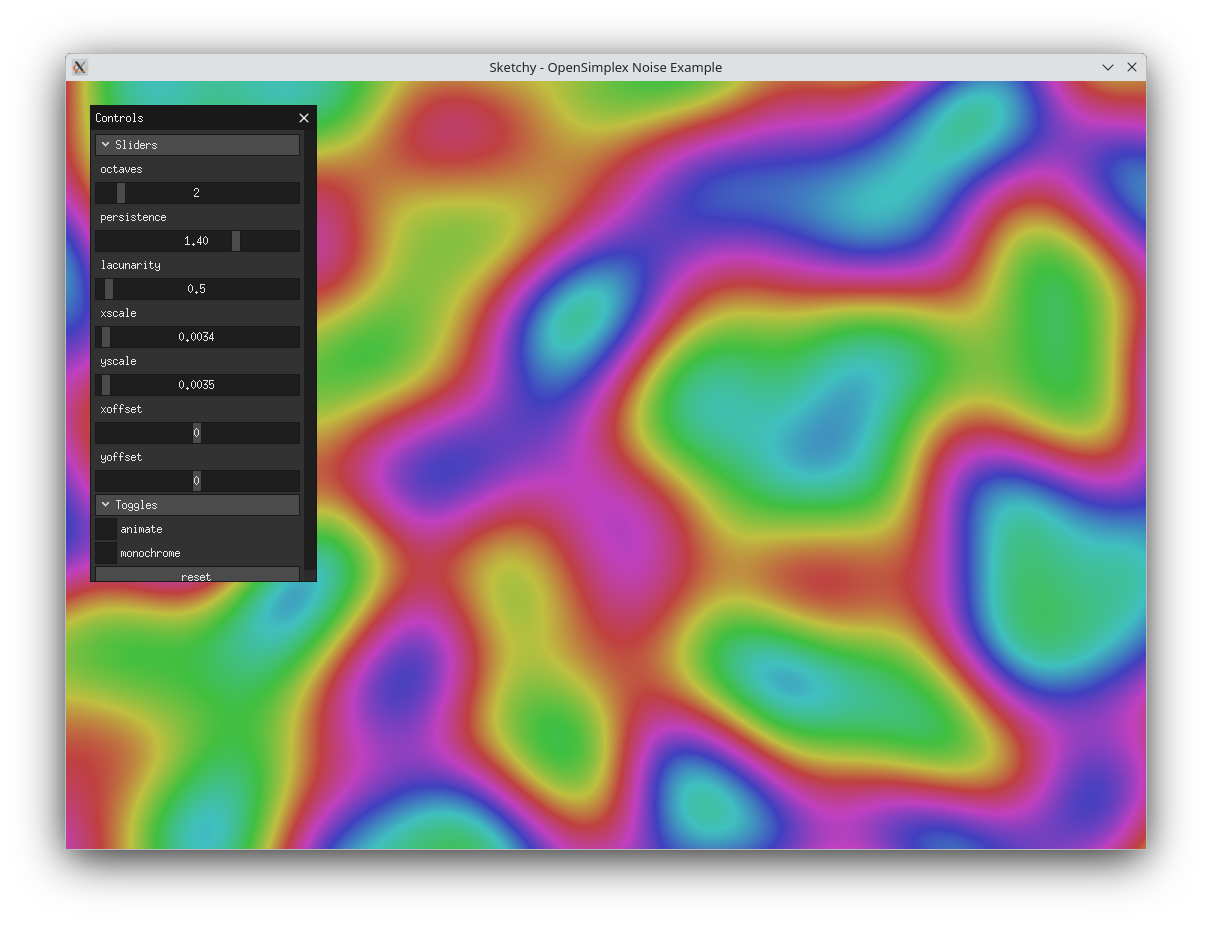 Sketchy - OpenSimplex Noise Example
Controls
Sliders
octaves
2
persistence
1.40
lacunarity
0.5
xscale
0.0034
yscale
0.0035
xoffset
0
yoffset
0
Toggles
animate
monochrome
reset